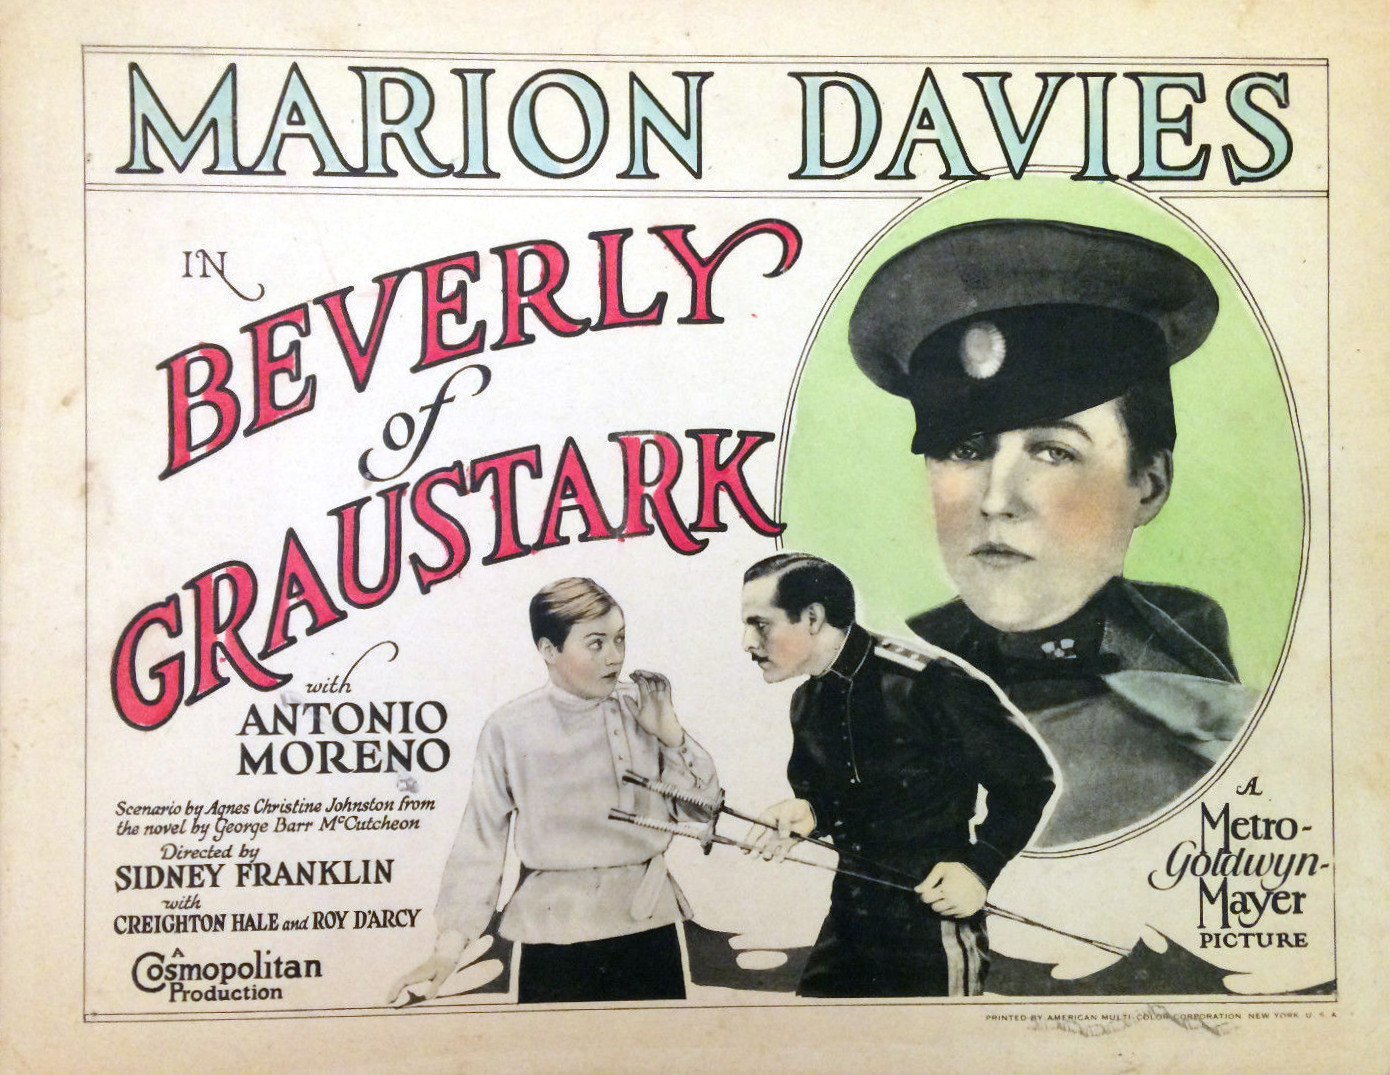 MARION DAVIES
IN
BEVERLY
of
GRAUSTARK
with
ANTONIO
MORENO
Scenario by Agnes Christine Johnston from
the novel by George Barr McCutcheon
Directed by
SIDNEY FRANKLIN
with
CREIGHTON HALE and ROY D'ARCY
A
Cosmopolitan
Production
A
Metro-
Goldwyn-
Mayer
PICTURE
PRINTED BY AMERICAN MULTI-COLOR CORPORATION NEW YORK U. S. A